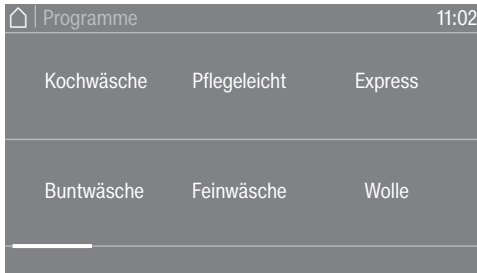 Programme 11:02
Kochwäsche Pflegeleicht Express
Buntwäsche Feinwäsche Wolle